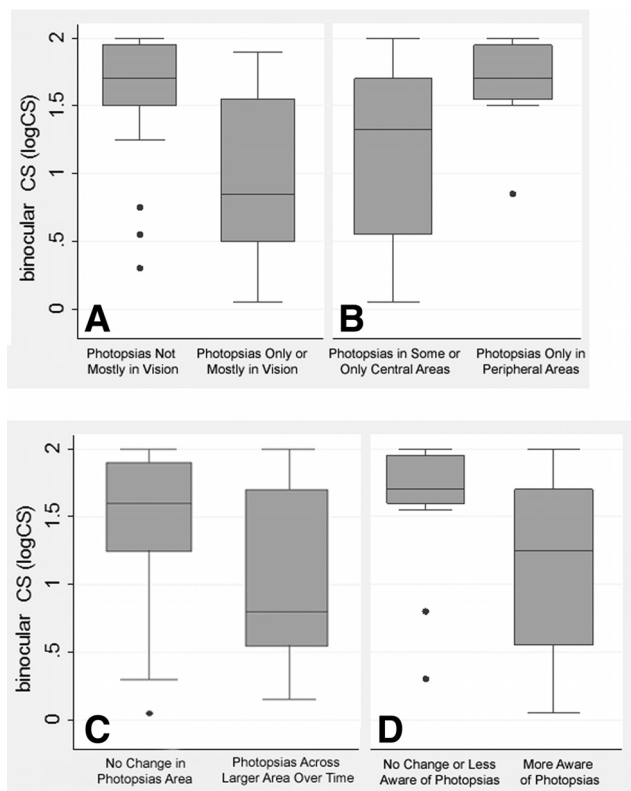 binocular CS (logCS)
2
1.5
1
.5
0
A
B
Photopsias Not
Mostly in Vision
Photopsias Only or
Mostly in Vision
Photopsias in Some or
Only Central Areas
Photopsias Only in
Peripheral Areas
binocular CS (logCS)
2
1.5
1
.5
0
C
D
No Change in
Photopsias Area
Photopsias Across
Larger Area Over Time
No Change or Less
Aware of Photopsias
More Aware
of Photopsias